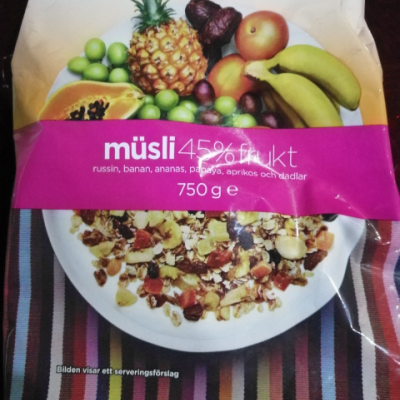 müsli 45% frukt
russin, banan, ananas, papaya, aprikos och dadlar
750 g ℮
Bilden visar ett serveringsförslag